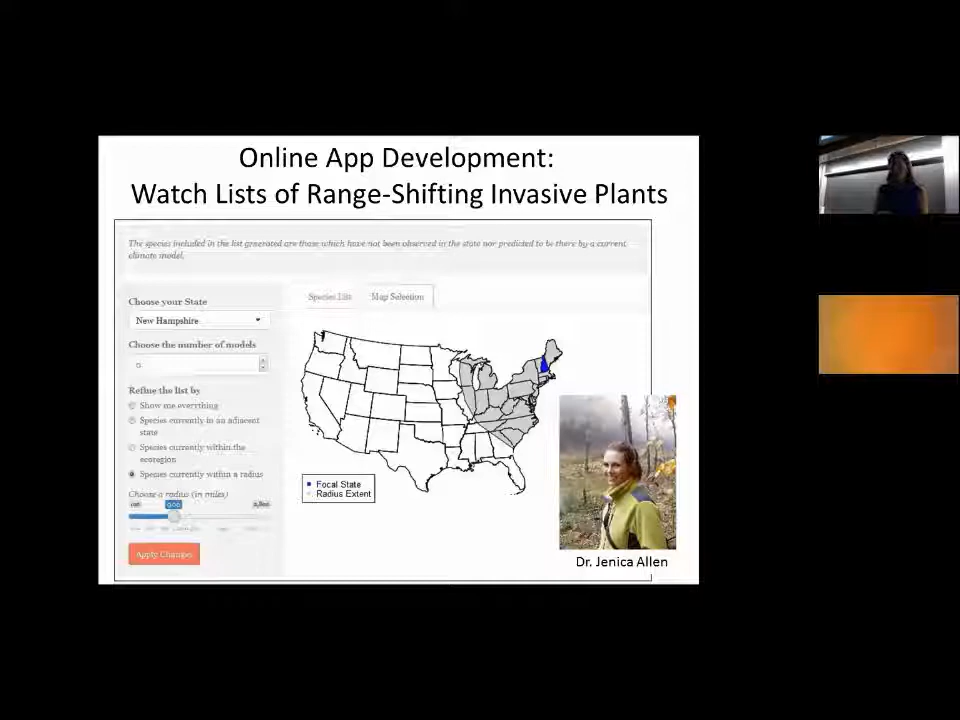 Online App Development:
Watch Lists of Range-Shifting Invasive Plants
The species included in the list generated are those which have not been observed in the state nor predicted to be there by a current
climate model.
Choose your State
New Hampshire
Choose the number of models
Refine the list by
Show me everything
Species currently in an adjacent
state
Species currently within the
ecoregion
Species currently within a radius
Choose a radius (in miles)
Apply Changes
Species List
Map Selection
Focal State
Radius Extent
Dr. Jenica Allen